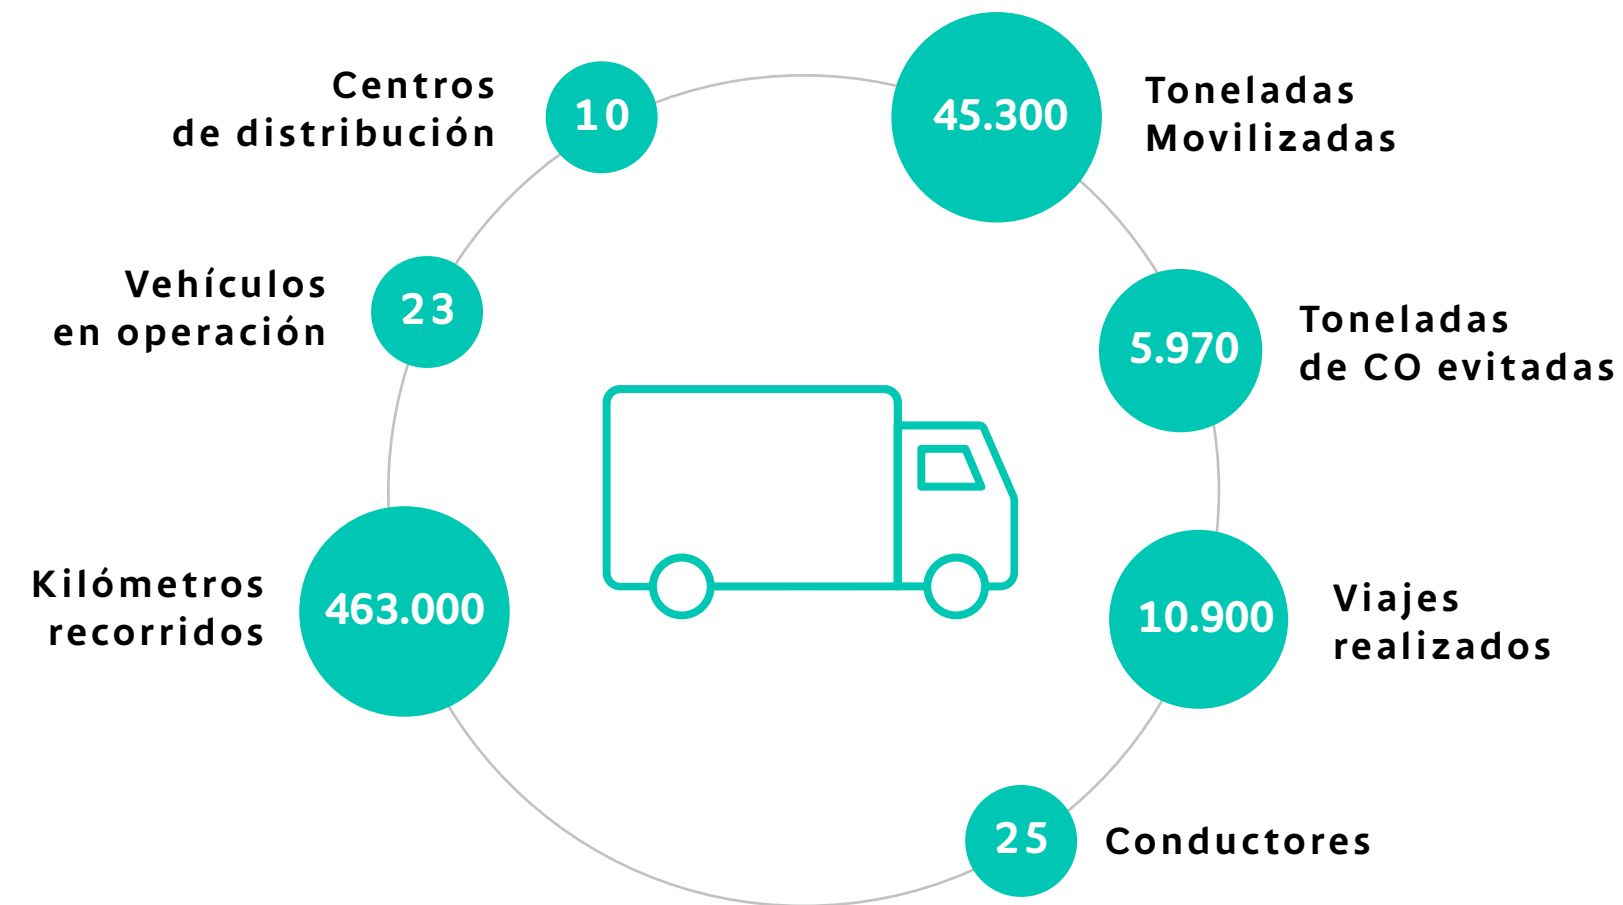 Centros
de distribución
10
45.300
Toneladas
Movilizadas
Vehículos
en operación
23
5.970
Toneladas
de CO evitadas
Kilómetros
recorridos
463.000
10.900
Viajes
realizados
25
Conductores